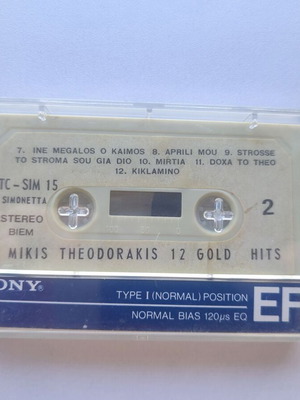 7. INE MEGALOS O KAIMOS 8. APRILI MOU 9. STROSSE
TO STROMA SOU GIA DIO 10. MIRTIA 11. DOXA TO THEO
12. KIKLAMINO
TC-SIM 15
SIMONETTA
STEREO
BIEM
2
MIKIS THEODORAKIS 12 GOLD HITS
ONY®
TYPE I (NORMAL) POSITION
EF
NORMAL BIAS 120µs EQ